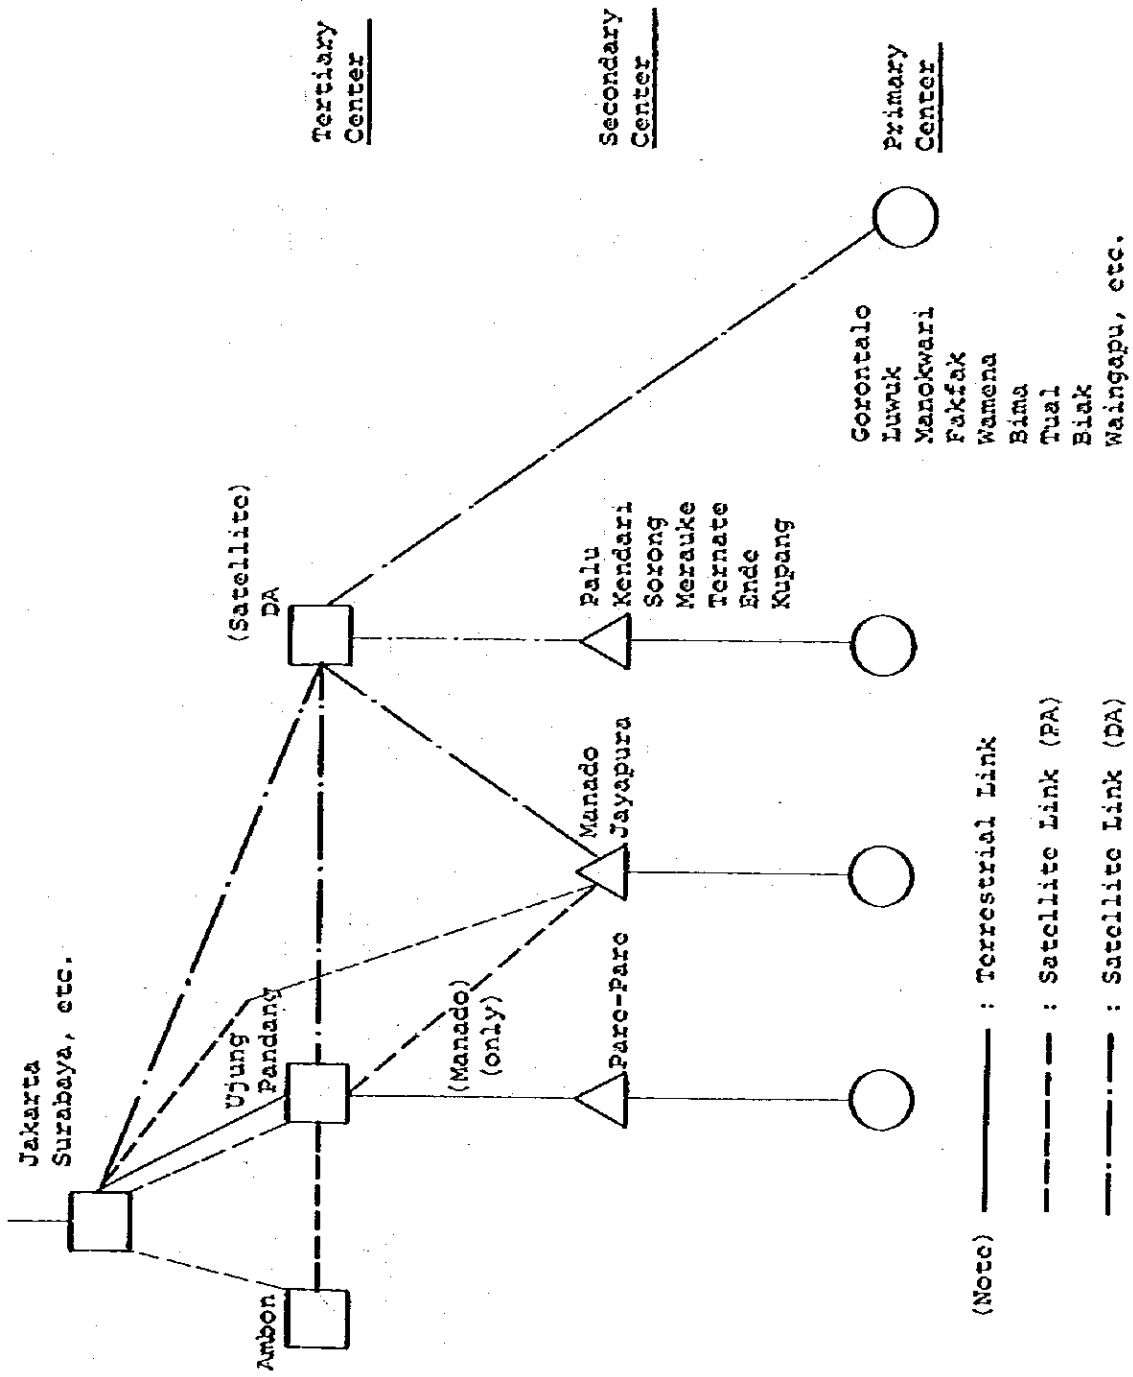 Jakarta
Surabaya, etc.
Ambon
Ujung
Pandang
(Satellite)
DA
Tertiary
Center
(Manado)
(only)
Pare-Pare
Manado
Jayapura
Palu
Kendari
Sorong
Merauke
Ternate
Ende
Kupang
Secondary
Center
Gorontalo
Luwuk
Manokwari
Fakfak
Wamena
Bima
Tual
Biak
Waingapu, etc.
Primary
Center
(Note) : Terrestrial Link
: Satellite Link (PA)
: Satellite Link (DA)